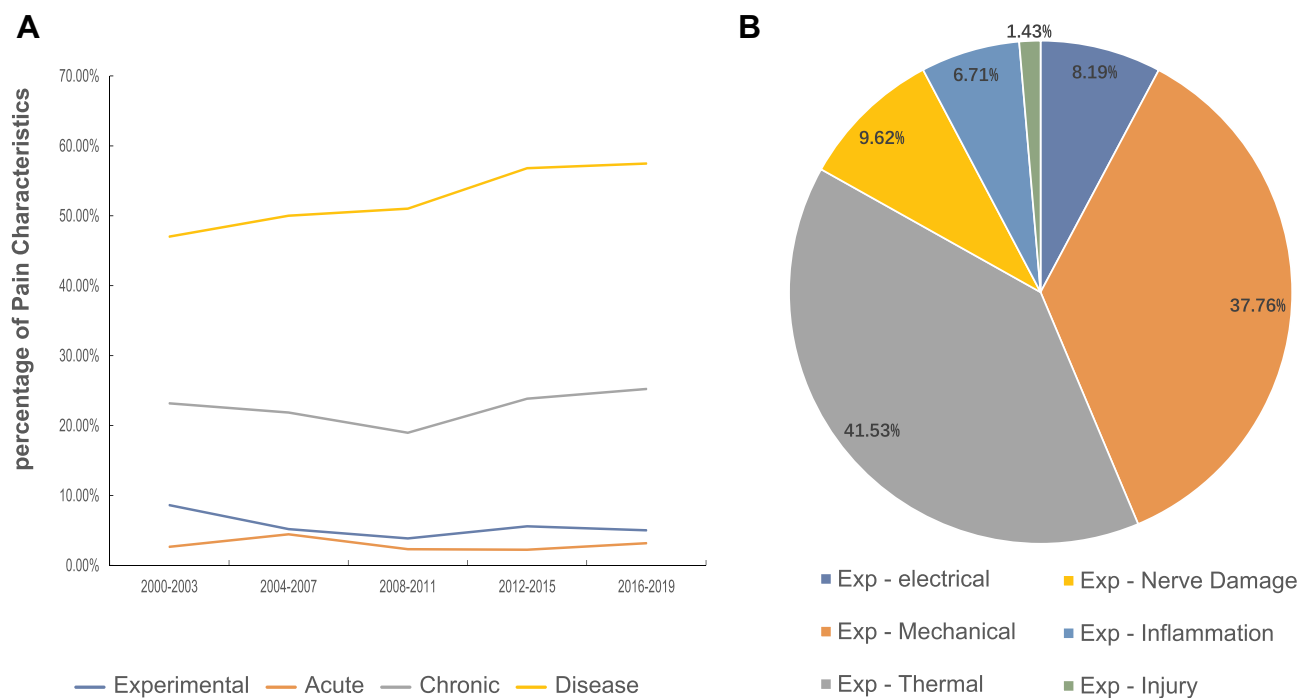 A
percentage of Pain Characteristics
70.00%
60.00%
50.00%
40.00%
30.00%
20.00%
10.00%
0.00%
2000-2003 2004-2007 2008-2011 2012-2015 2016-2019
Experimental Acute Chronic Disease
B
1.43%
8.19%
6.71%
9.62%
37.76%
41.53%
Exp - electrical Exp - Nerve Damage
Exp - Mechanical Exp - Inflammation
Exp - Thermal Exp - Injury